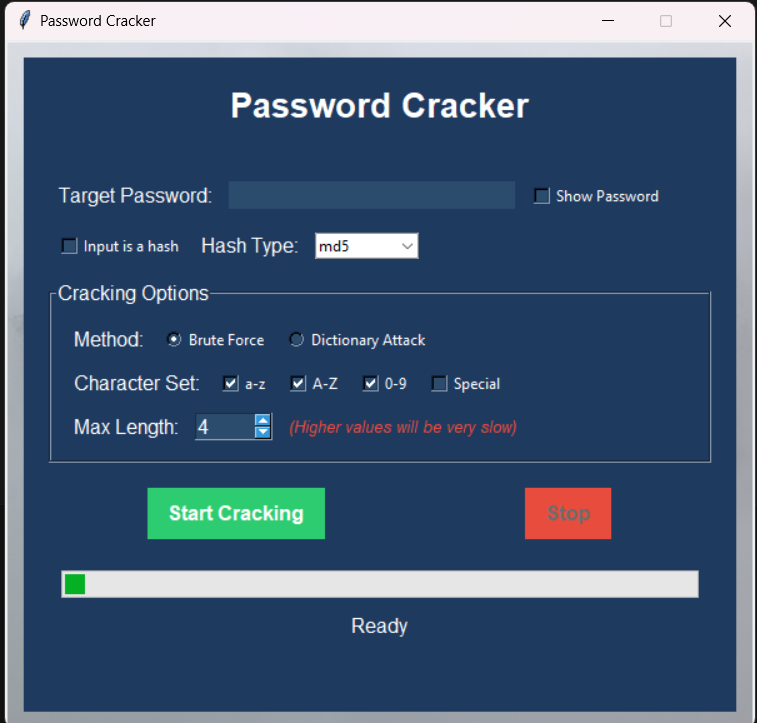 Password Cracker
Password Cracker
Target Password: Show Password
Input is a hash Hash Type: md5
Cracking Options
Method: Brute Force Dictionary Attack
Character Set: a-z A-Z 0-9 Special
Max Length: 4 (Higher values will be very slow)
Start Cracking Stop
Ready